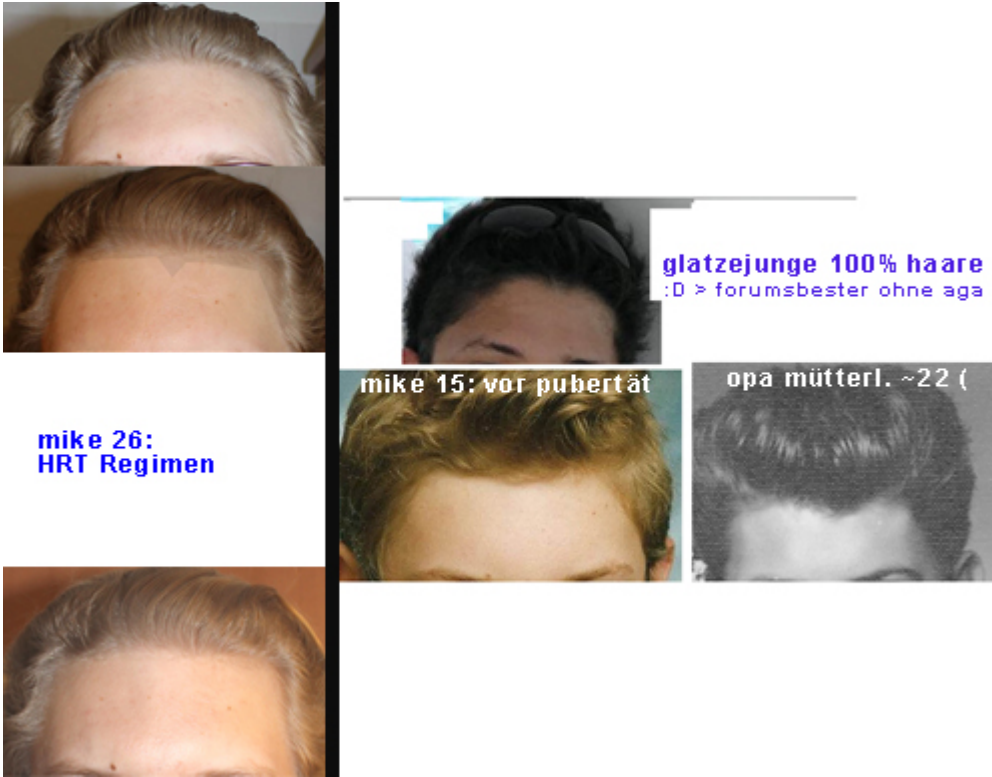 glatzejunge 100% haare
:D > forumsbester ohne aga
mike 15: vor pubertät
opa mütterl. ~22 (
mike 26:
HRT Regimen